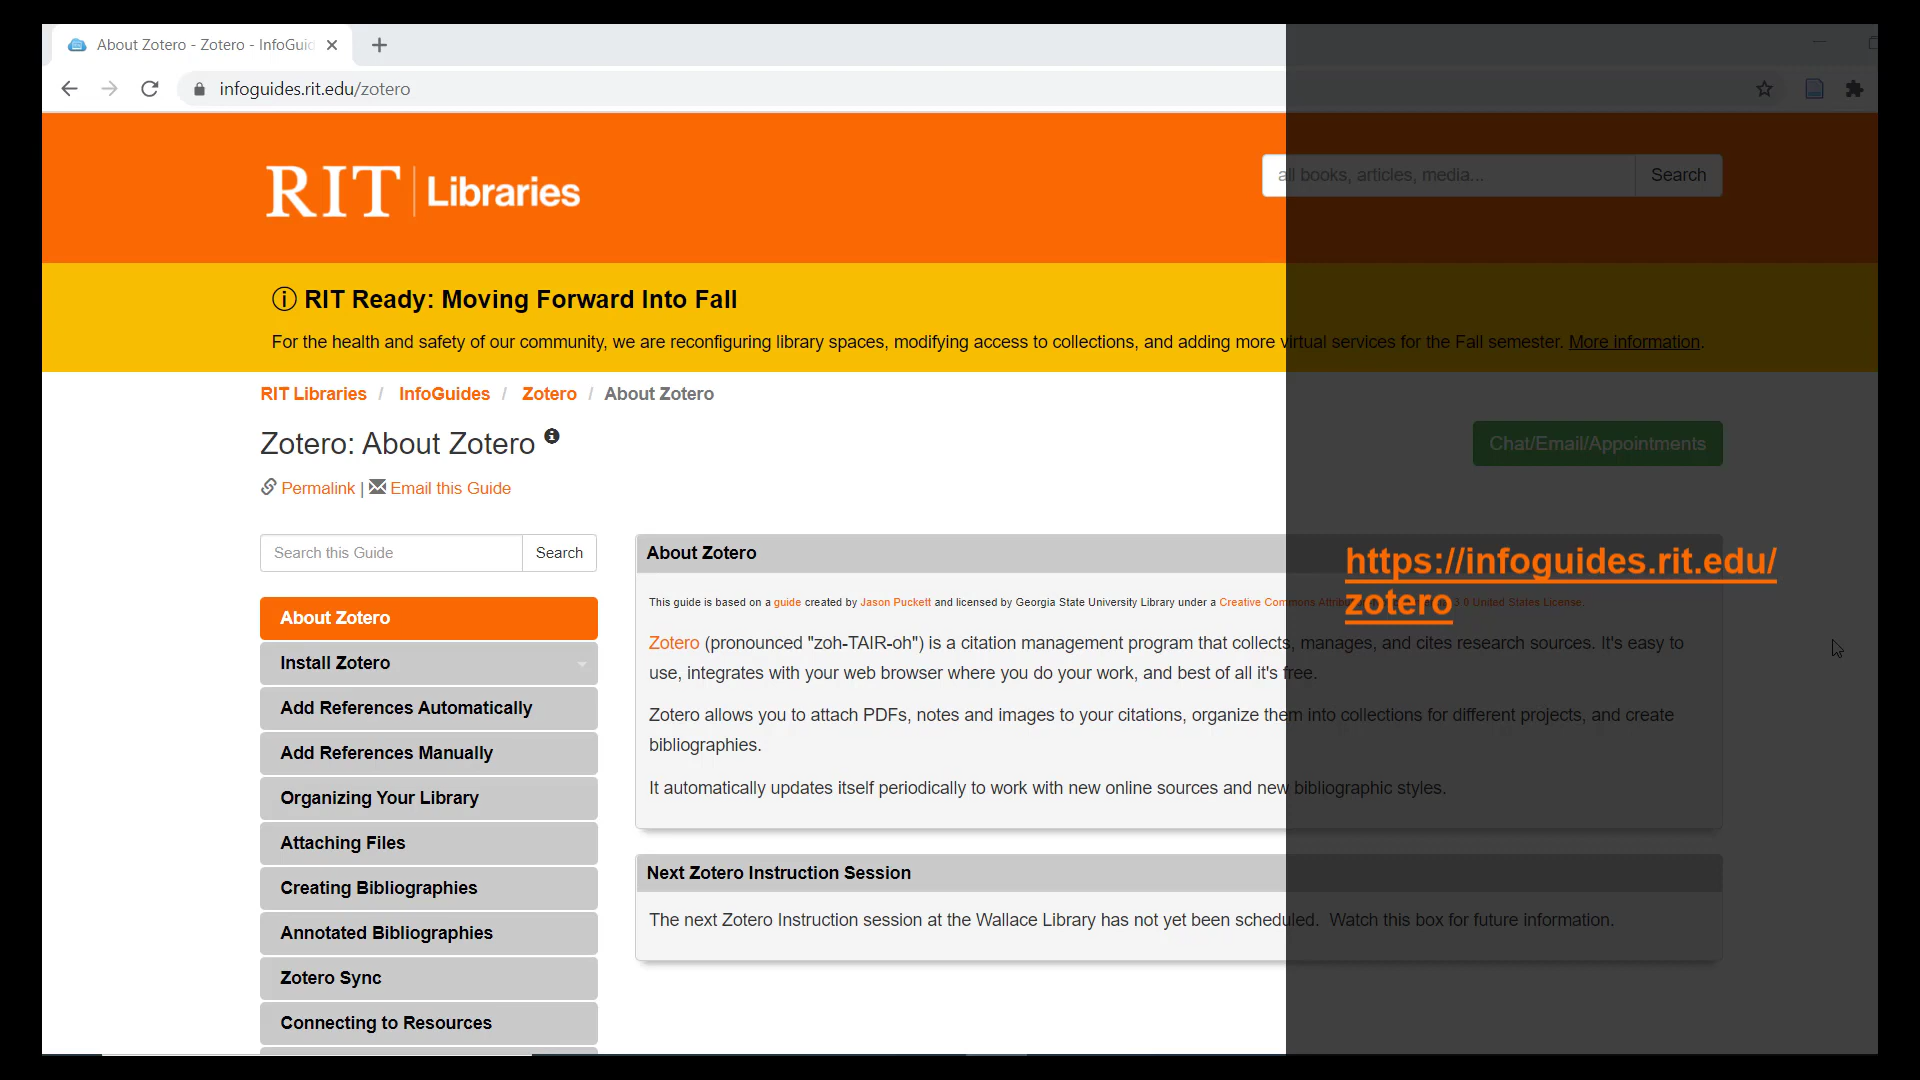 About Zotero - Zotero - InfoGuid
infoguides.rit.edu/zotero
RIT | Libraries
all books, articles, media...
Search
RIT Ready: Moving Forward Into Fall
For the health and safety of our community, we are reconfiguring library spaces, modifying access to collections, and adding more virtual services for the Fall semester. More information.
RIT Libraries / InfoGuides / Zotero / About Zotero
Zotero: About Zotero
Chat/Email/Appointments
Permalink | Email this Guide
Search this Guide
Search
About Zotero
Install Zotero
Add References Automatically
Add References Manually
Organizing Your Library
Attaching Files
Creating Bibliographies
Annotated Bibliographies
Zotero Sync
Connecting to Resources
About Zotero
This guide is based on a guide created by Jason Puckett and licensed by Georgia State University Library under a Creative Commons 3.0 United States License.
Zotero (pronounced "zoh-TAIR-oh") is a citation management program that collects, manages, and cites research sources. It's easy to
use, integrates with your web browser where you do your work, and best of all it's free.
Zotero allows you to attach PDFs, notes and images to your citations, organize them into collections for different projects, and create
bibliographies.
It automatically updates itself periodically to work with new online sources and new bibliographic styles.
Next Zotero Instruction Session
The next Zotero Instruction session at the Wallace Library has not yet been scheduled. Watch this box for future information.
https://infoguides.rit.edu/
zotero